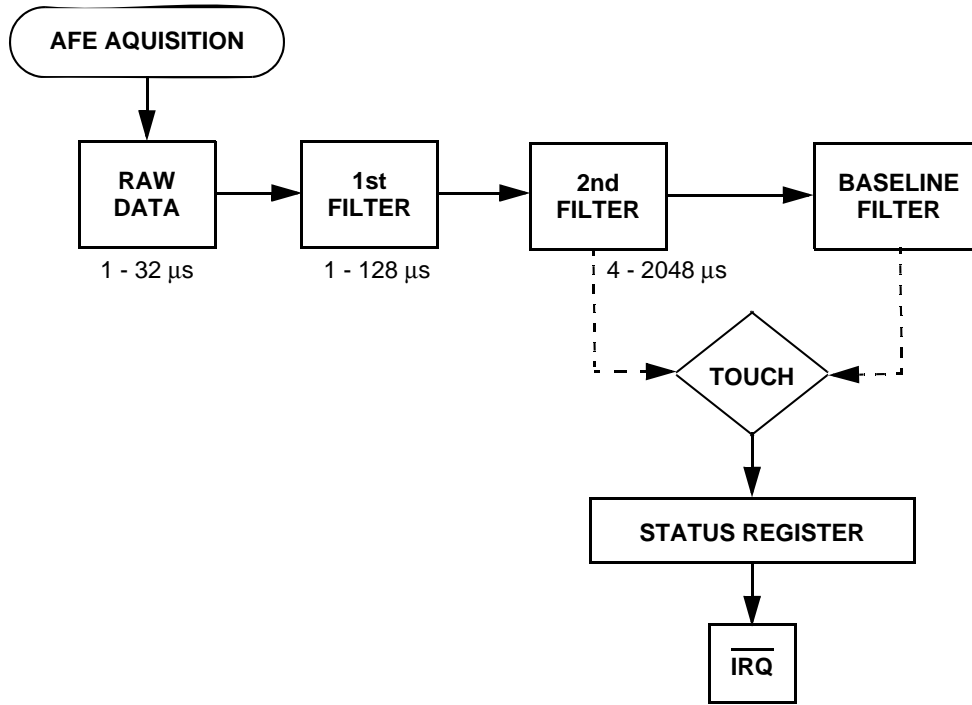 AFE AQUISITION
RAW
DATA
1st
FILTER
2nd
FILTER
BASELINE
FILTER
1 - 32 μs
1 - 128 μs
4 - 2048 μs
TOUCH
STATUS REGISTER
IRQ